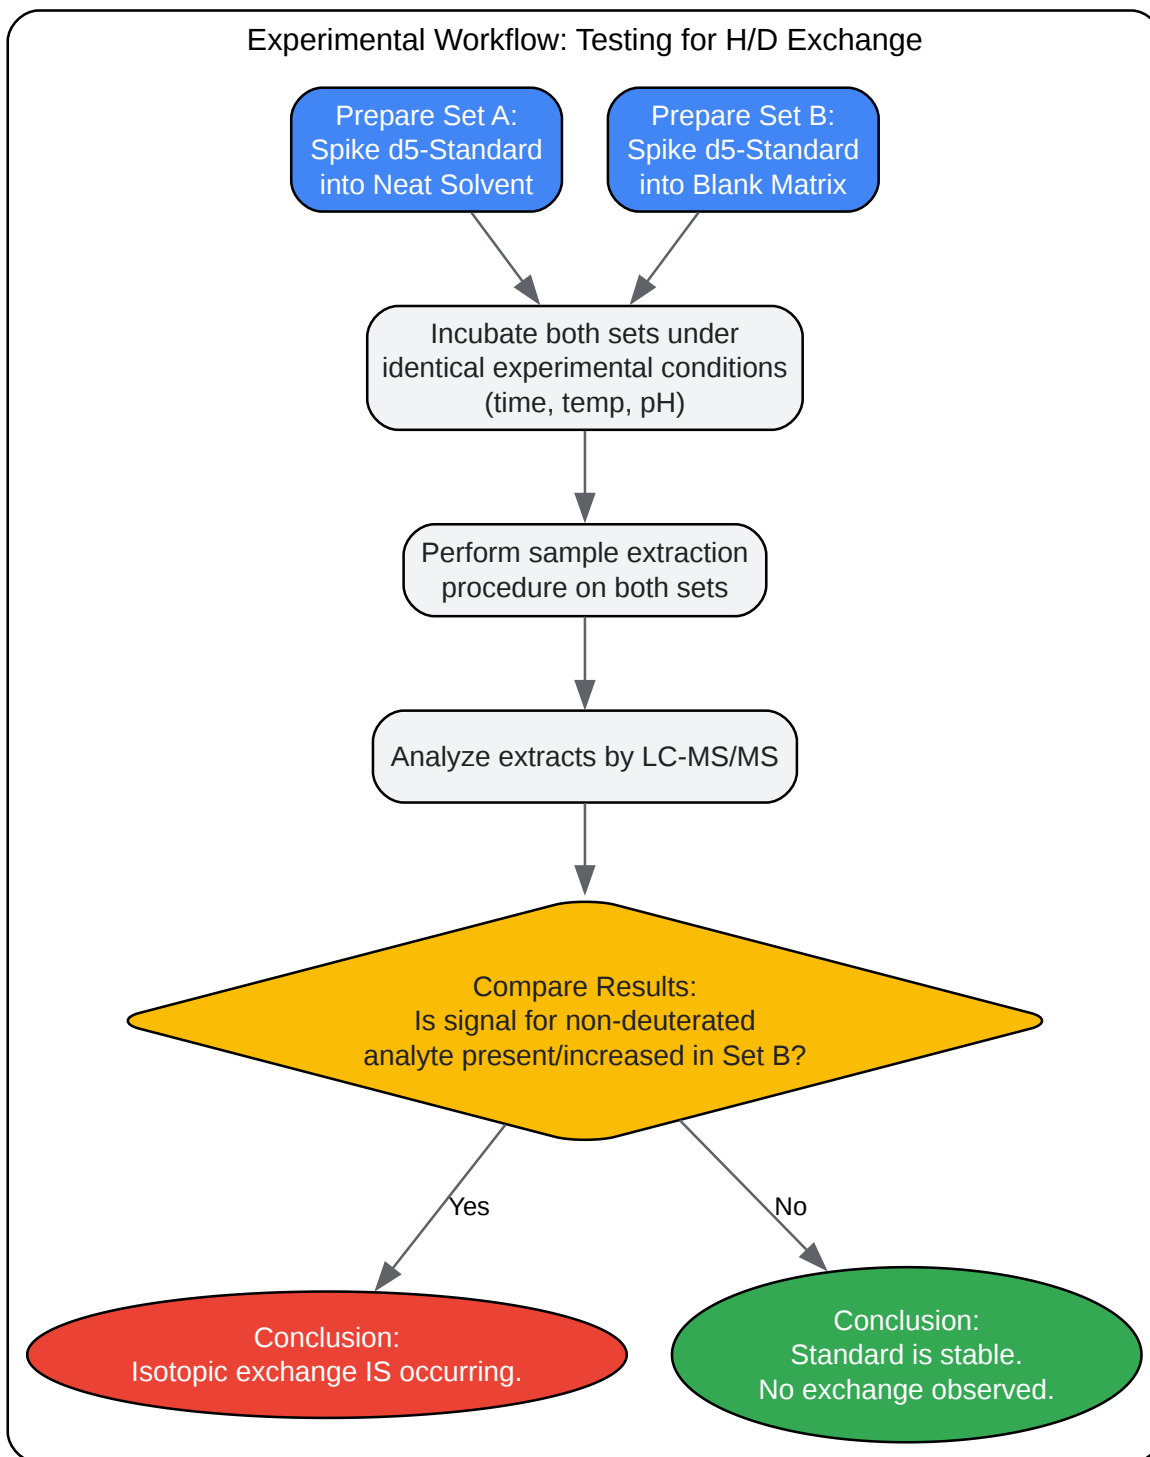 Experimental Workflow: Testing for H/D Exchange
Prepare Set A:
Spike d5-Standard
into Neat Solvent
Prepare Set B:
Spike d5-Standard
into Blank Matrix
Incubate both sets under
identical experimental conditions
(time, temp, pH)
Perform sample extraction
procedure on both sets
Analyze extracts by LC-MS/MS
Compare Results:
Is signal for non-deuterated
analyte present/increased in Set B?
Yes
No
Conclusion:
Isotopic exchange IS occurring.
Conclusion:
Standard is stable.
No exchange observed.